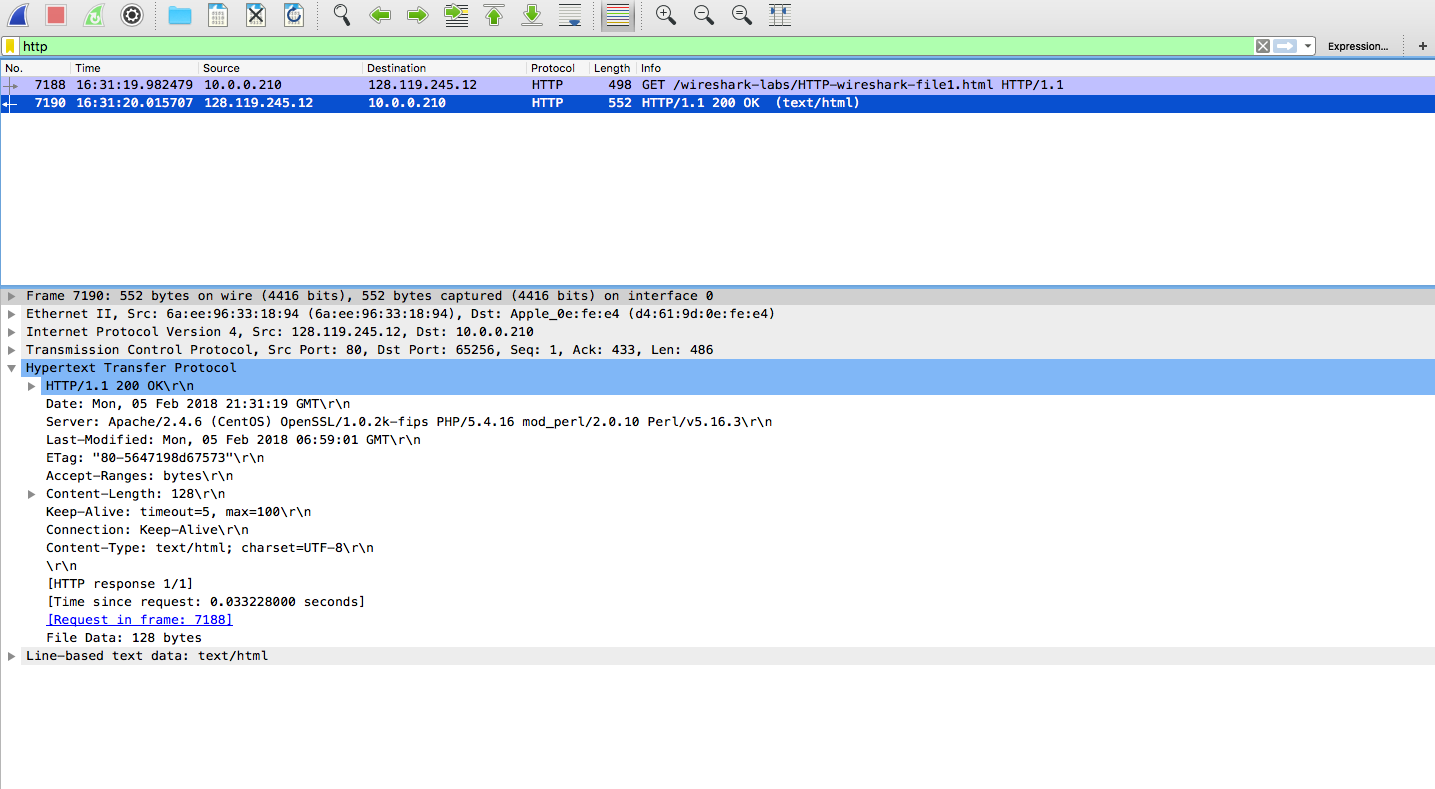 http Expression... +
No. Time Source Destination Protocol Length Info
7188 16:31:19.982479 10.0.0.210 128.119.245.12 HTTP 498 GET /wireshark-labs/HTTP-wireshark-file1.html HTTP/1.1
7190 16:31:20.015707 128.119.245.12 10.0.0.210 HTTP 552 HTTP/1.1 200 OK (text/html)
Frame 7190: 552 bytes on wire (4416 bits), 552 bytes captured (4416 bits) on interface 0
Ethernet II, Src: 6a:ee:96:33:18:94 (6a:ee:96:33:18:94), Dst: Apple_0e:fe:e4 (d4:61:9d:0e:fe:e4)
Internet Protocol Version 4, Src: 128.119.245.12, Dst: 10.0.0.210
Transmission Control Protocol, Src Port: 80, Dst Port: 65256, Seq: 1, Ack: 433, Len: 486
Hypertext Transfer Protocol
HTTP/1.1 200 OK\r\n
Date: Mon, 05 Feb 2018 21:31:19 GMT\r\n
Server: Apache/2.4.6 (CentOS) OpenSSL/1.0.2k-fips PHP/5.4.16 mod_perl/2.0.10 Perl/v5.16.3\r\n
Last-Modified: Mon, 05 Feb 2018 06:59:01 GMT\r\n
ETag: "80-5647198d67573"\r\n
Accept-Ranges: bytes\r\n
Content-Length: 128\r\n
Keep-Alive: timeout=5, max=100\r\n
Connection: Keep-Alive\r\n
Content-Type: text/html; charset=UTF-8\r\n
\r\n
[HTTP response 1/1]
[Time since request: 0.033228000 seconds]
[Request in frame: 7188]
File Data: 128 bytes
Line-based text data: text/html